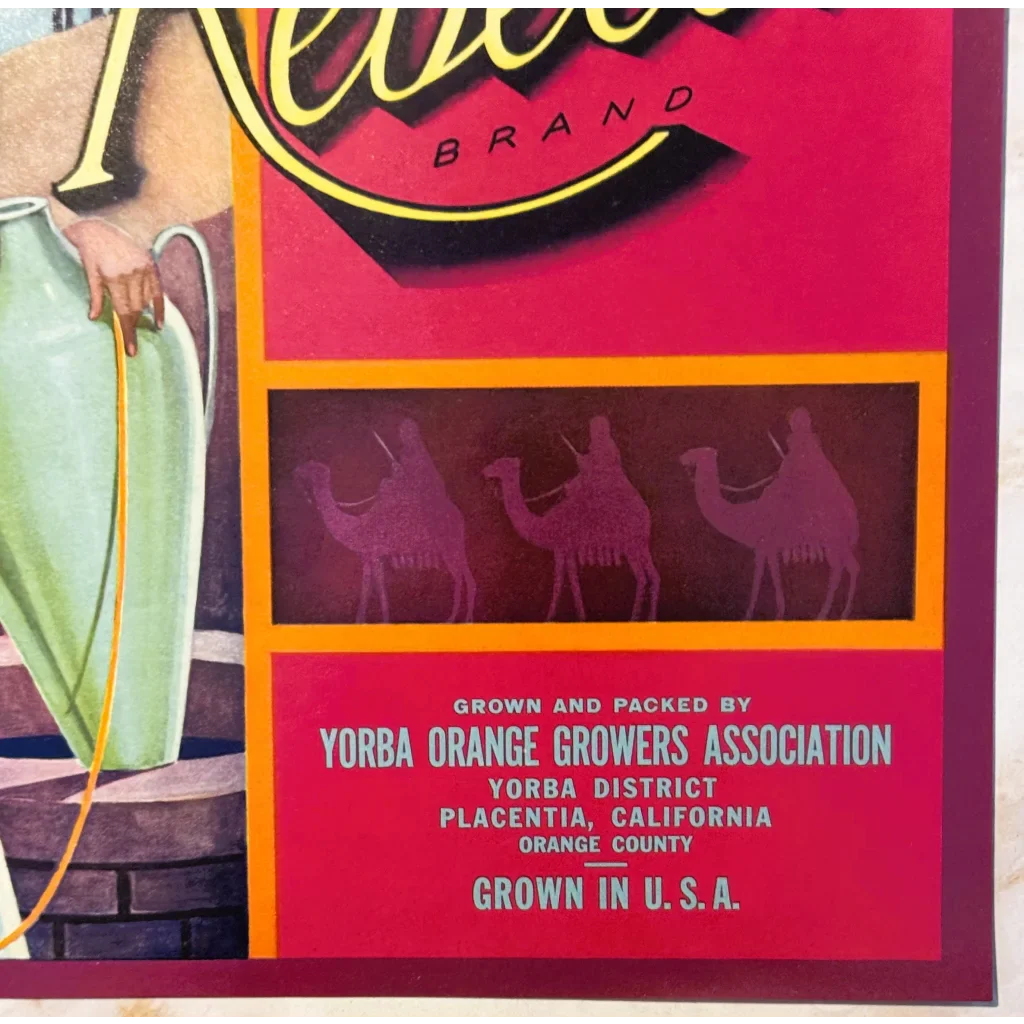 BRAND
GROWN AND PACKED BY
YORBA ORANGE GROWERS ASSOCIATION
YORBA DISTRICT
PLACENTIA, CALIFORNIA
ORANGE COUNTY
GROWN IN U.S.A.